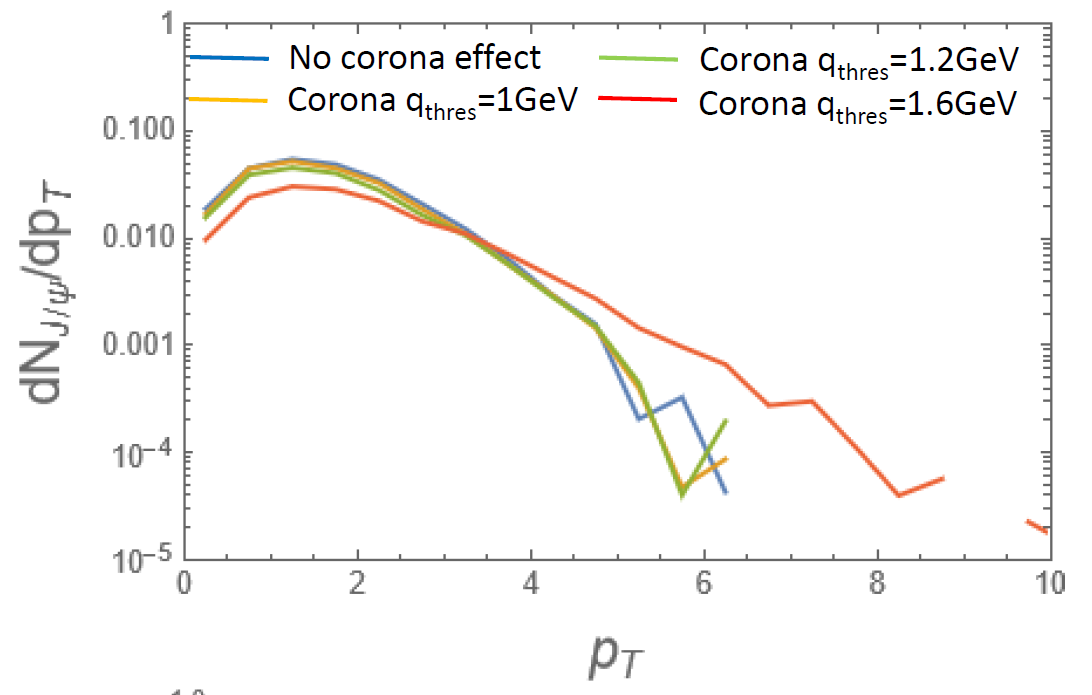 1
No corona effect
Corona qthres=1.2GeV
Corona qthres=1GeV
Corona qthres=1.6GeV
0.100
0.010
0.001
10−4
10−5
dNJ/ψ/dpT
0 2 4 6 8 10
pT